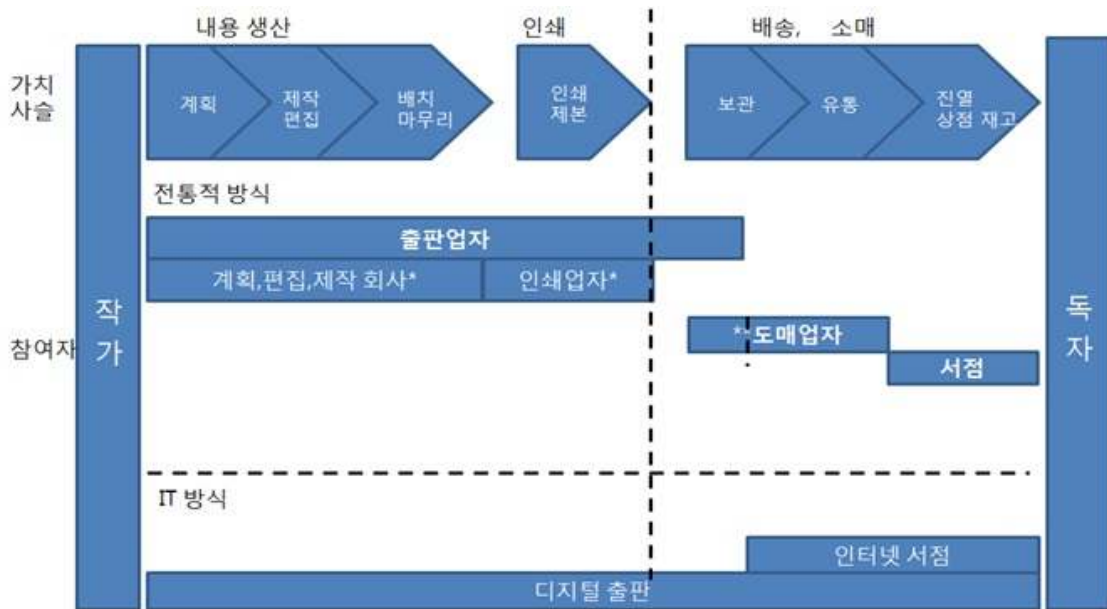 내용 생산
인쇄
배송, 소매
가치
사슬
계획
제작
편집
배치
마무리
인쇄
제본
보관
유통
진열
상점 재고
전통적 방식
출판업자
계획,편집,제작 회사*
인쇄업자*
작
가
참여자
**도매업자
서점
독
자
IT 방식
인터넷 서점
디지털 출판